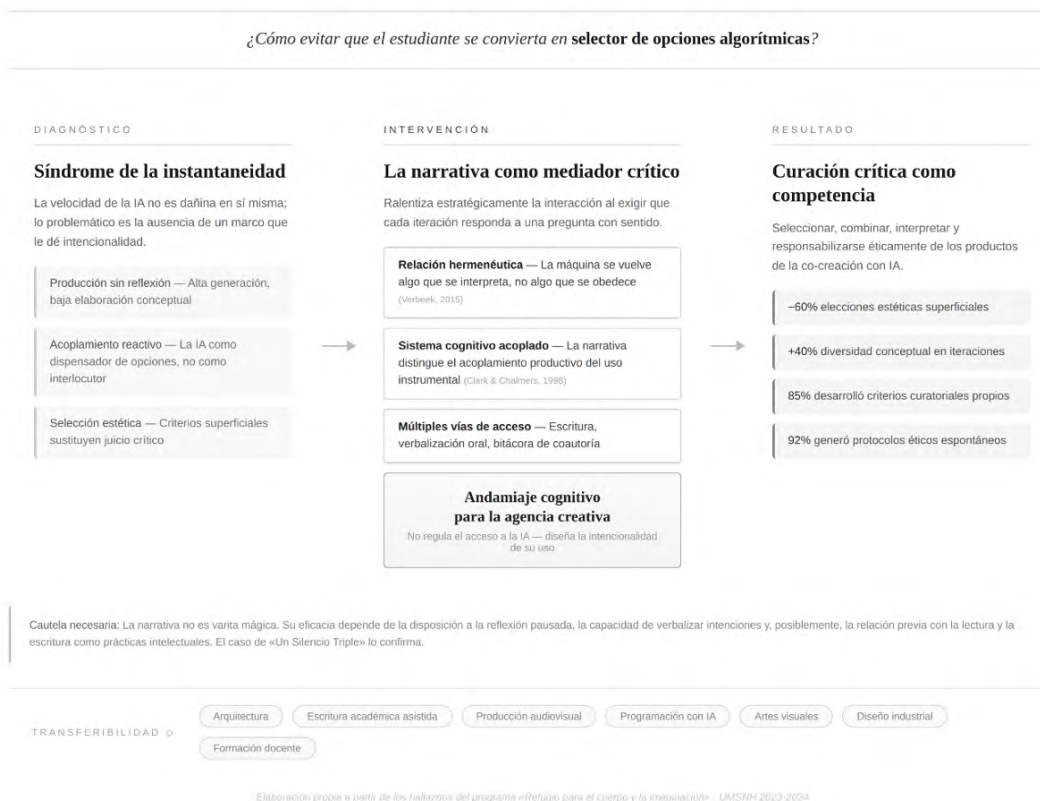 ¿Cómo evitar que el estudiante se convierta en selector de opciones algorítmicas?
DIAGNÓSTICO
Síndrome de la instantaneidad
La velocidad de la IA no es dañina en sí misma;
lo problemático es la ausencia de un marco que
le dé intencionalidad.
Producción sin reflexión — Alta generación,
baja elaboración conceptual
Acoplamiento reactivo — La IA como
dispensador de opciones, no como
interlocutor
Selección estética — Criterios superficiales
sustituyen juicio crítico
INTERVENCIÓN
La narrativa como mediador crítico
Ralentiza estratégicamente la interacción al exigir que
cada iteración responda a una pregunta con sentido.
Relación hermenéutica — La máquina se vuelve
algo que se interpreta, no algo que se obedece
(Verbeek, 2015)
Sistema cognitivo acoplado — La narrativa
distingue el acoplamiento productivo del uso
instrumental (Clark & Chalmers, 1998)
Múltiples vías de acceso — Escritura,
verbalización oral, bitácora de coautoría
Andamiaje cognitivo
para la agencia creativa
No regula el acceso a la IA — diseña la intencionalidad
de su uso
RESULTADO
Curación crítica como
competencia
Seleccionar, combinar, interpretar y
responsabilizarse éticamente de los productos
de la co-creación con IA.
−60% elecciones estéticas superficiales
+40% diversidad conceptual en iteraciones
85% desarrolló criterios curatoriales propios
92% generó protocolos éticos espontáneos
Cautela necesaria: La narrativa no es varita mágica. Su eficacia depende de la disposición a la reflexión pausada, la capacidad de verbalizar intenciones y, posiblemente, la relación previa con la lectura y la
escritura como prácticas intelectuales. El caso de «Un Silencio Triple» lo confirma.
TRANSFERIBILIDAD ◇
Arquitectura
Escritura académica asistida
Producción audiovisual
Programación con IA
Artes visuales
Diseño industrial
Formación docente
Elaboración propia a partir de los hallazgos del programa «Refugio para el cuerpo y la imaginación» · UMSNH 2023-2034